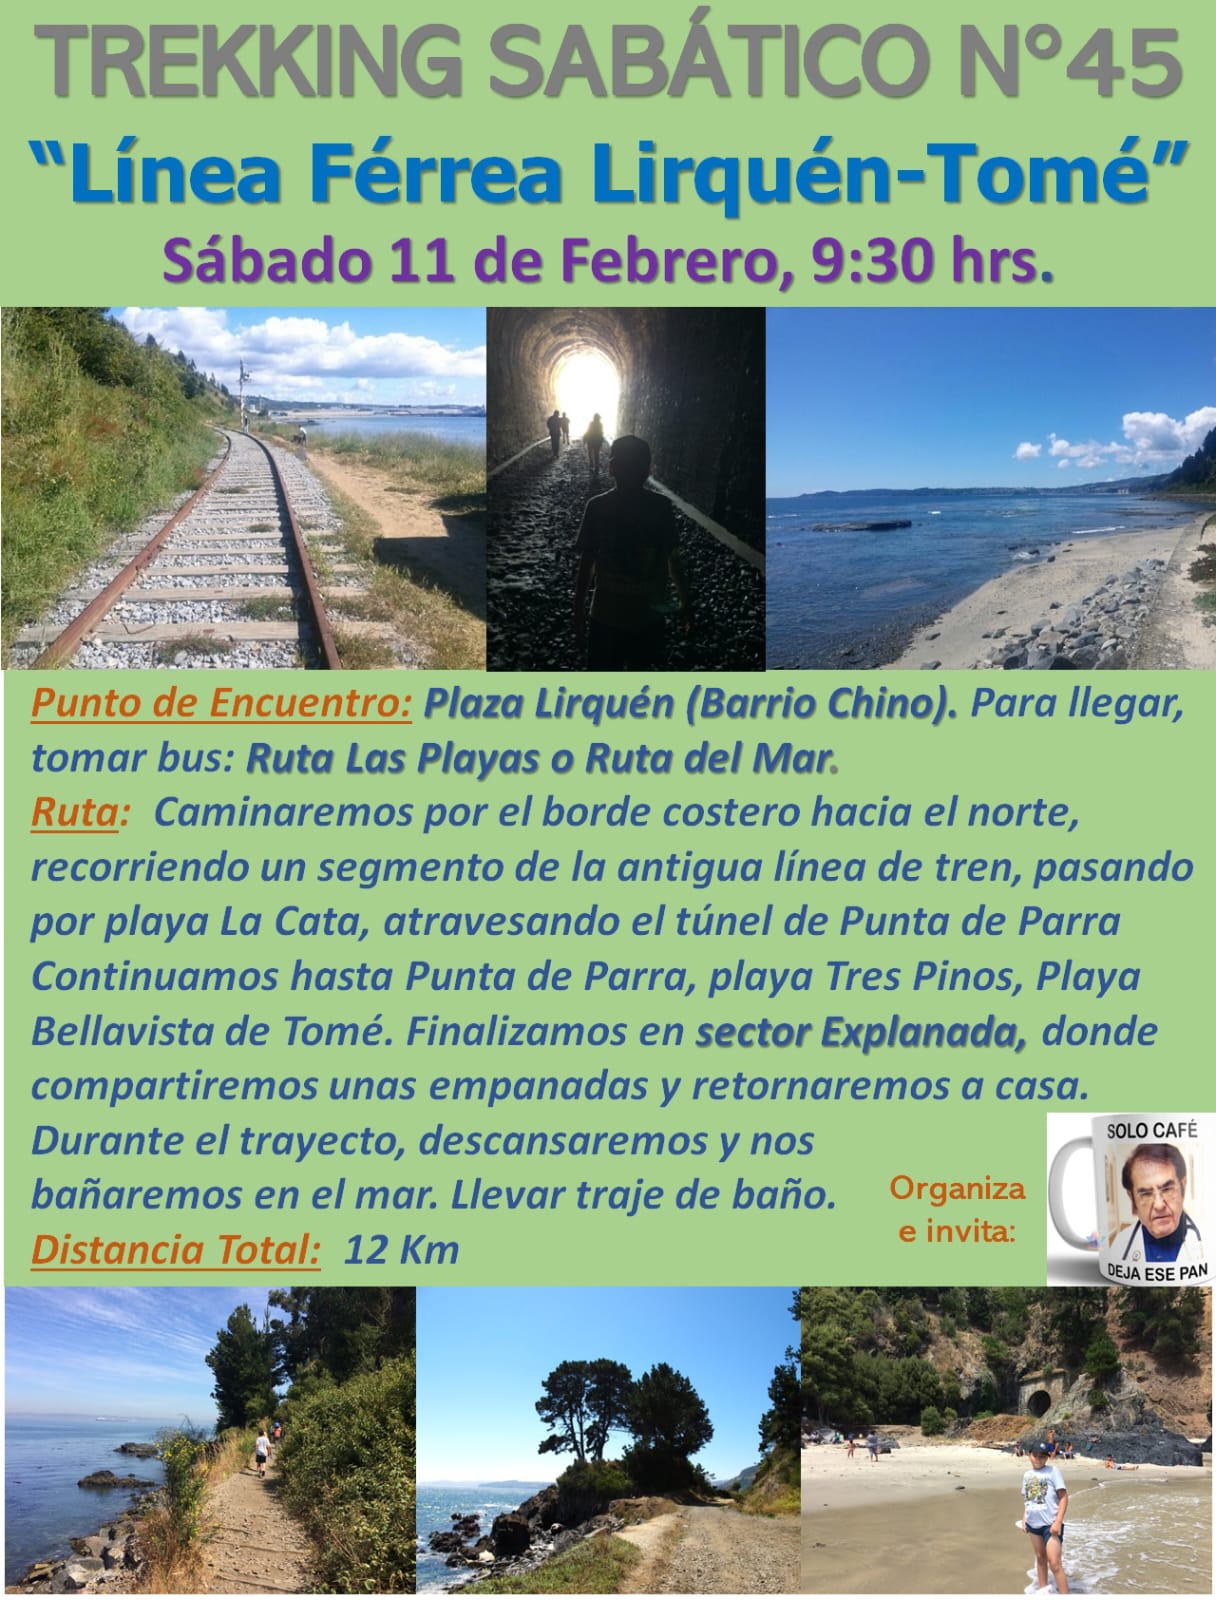 TREKKING SABÁTICO N°45
“Línea Férrea Lirquén-Tomé”
Sábado 11 de Febrero, 9:30 hrs.
Punto de Encuentro: Plaza Lirquén (Barrio Chino). Para llegar,
tomar bus: Ruta Las Playas o Ruta del Mar.
Ruta: Caminaremos por el borde costero hacia el norte,
recorriendo un segmento de la antigua línea de tren, pasando
por playa La Cata, atravesando el túnel de Punta de Parra
Continuamos hasta Punta de Parra, playa Tres Pinos, Playa
Bellavista de Tomé. Finalizamos en sector Explanada, donde
compartiremos unas empanadas y retornaremos a casa.
Durante el trayecto, descansaremos y nos
bañaremos en el mar. Llevar traje de baño.
Distancia Total: 12 Km
Organiza
e invita:
SOLO CAFÉ
DEJA ESE PAN